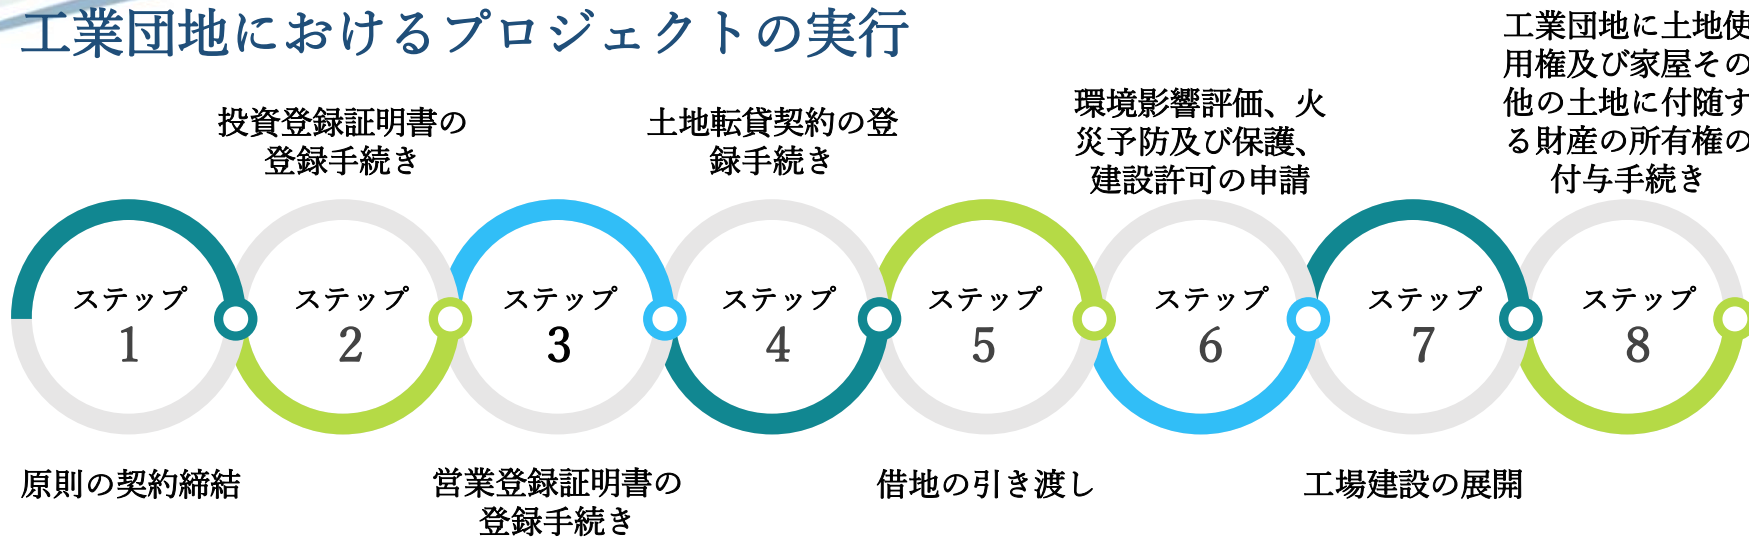 工業団地におけるプロジェクトの実行
投資登録証明書の
登録手続き
土地転貸契約の登
録手続き
環境影響評価、火
災予防及び保護、
建設許可の申請
工業団地に土地使
用権及び家屋その
他の土地に付随す
る財産の所有権の
付与手続き
ステップ
1
ステップ
2
ステップ
3
ステップ
4
ステップ
5
ステップ
6
ステップ
7
ステップ
8
原則の契約締結
営業登録証明書の
登録手続き
借地の引き渡し
工場建設の展開